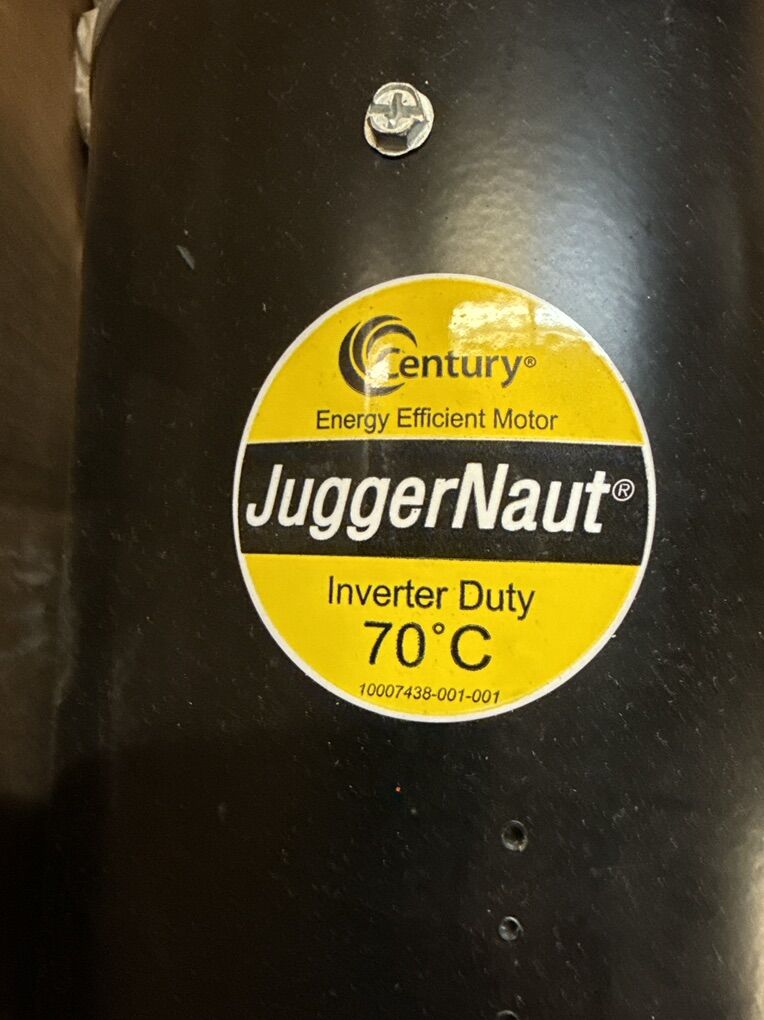 Century®
Energy Efficient Motor
JuggerNaut®
Inverter Duty
70°C
10007438-001-001